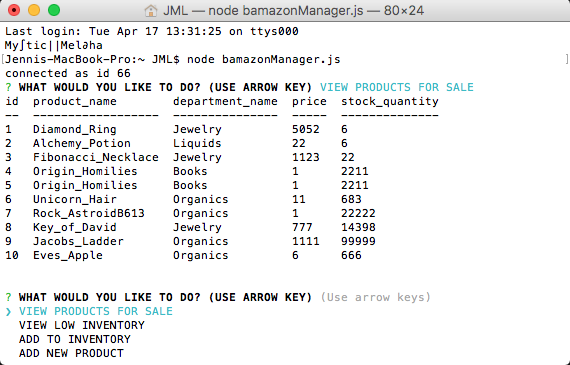 JML — node bamazonManager.js — 80×24
Last login: Tue Apr 17 13:31:25 on ttys000
My∫tic||Mel∂ha
[Jennis-MacBook-Pro:~ JML$ node bamazonManager.js ]
connected as id 66
? WHAT WOULD YOU LIKE TO DO? (USE ARROW KEY) VIEW PRODUCTS FOR SALE
id  product_name        department_name  price  stock_quantity
--  ------------------  ---------------  -----  --------------
1   Diamond_Ring        Jewelry          5052   6
2   Alchemy_Potion      Liquids          22     6
3   Fibonacci_Necklace  Jewelry          1123   22
4   Origin_Homilies     Books            1      2211
5   Origin_Homilies     Books            1      2211
6   Unicorn_Hair        Organics         11     683
7   Rock_AstroidB613    Organics         1      22222
8   Key_of_David        Jewelry          777    14398
9   Jacobs_Ladder       Organics         1111   99999
10  Eves_Apple          Organics         6      666
? WHAT WOULD YOU LIKE TO DO? (USE ARROW KEY) (Use arrow keys)
❯ VIEW PRODUCTS FOR SALE
VIEW LOW INVENTORY
ADD TO INVENTORY
ADD NEW PRODUCT